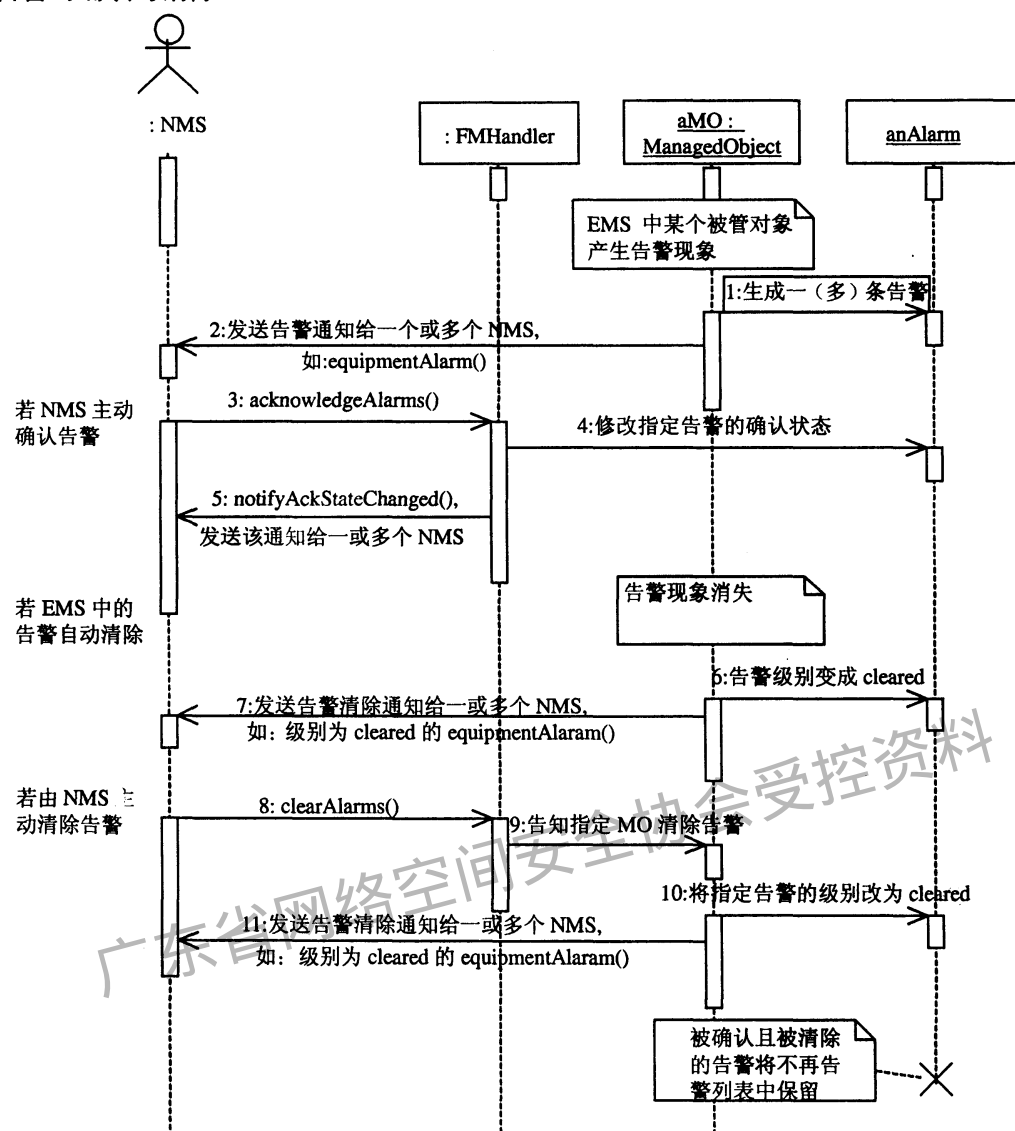 : NMS
: FMHandler
aMO :
ManagedObject
anAlarm
EMS 中某个被管对象
产生告警现象
1:生成一（多）条告警
2:发送告警通知给一个或多个 NMS,
如:equipmentAlarm()
若 NMS 主动
确认告警
3: acknowledgeAlarms()
4:修改指定告警的确认状态
5: notifyAckStateChanged(),
发送该通知给一或多个 NMS
若 EMS 中的
告警自动清除
告警现象消失
6:告警级别变成 cleared
7:发送告警清除通知给一或多个 NMS,
如：级别为 cleared 的 equipmentAlaram()
若由 NMS 主
动清除告警
8: clearAlarms()
9:告知指定 MO 清除告警
10:将指定告警的级别改为 cleared
11:发送告警清除通知给一或多个 NMS,
如：级别为 cleared 的 equipmentAlaram()
被确认且被清除
的告警将不再告
警列表中保留
广东省网络空间安全协会受控资料